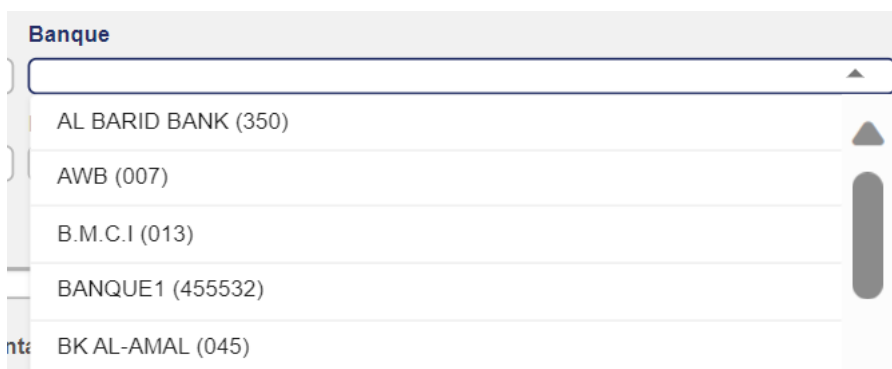 Banque
AL BARID BANK (350)
AWB (007)
B.M.C.I (013)
BANQUE1 (455532)
BK AL-AMAL (045)